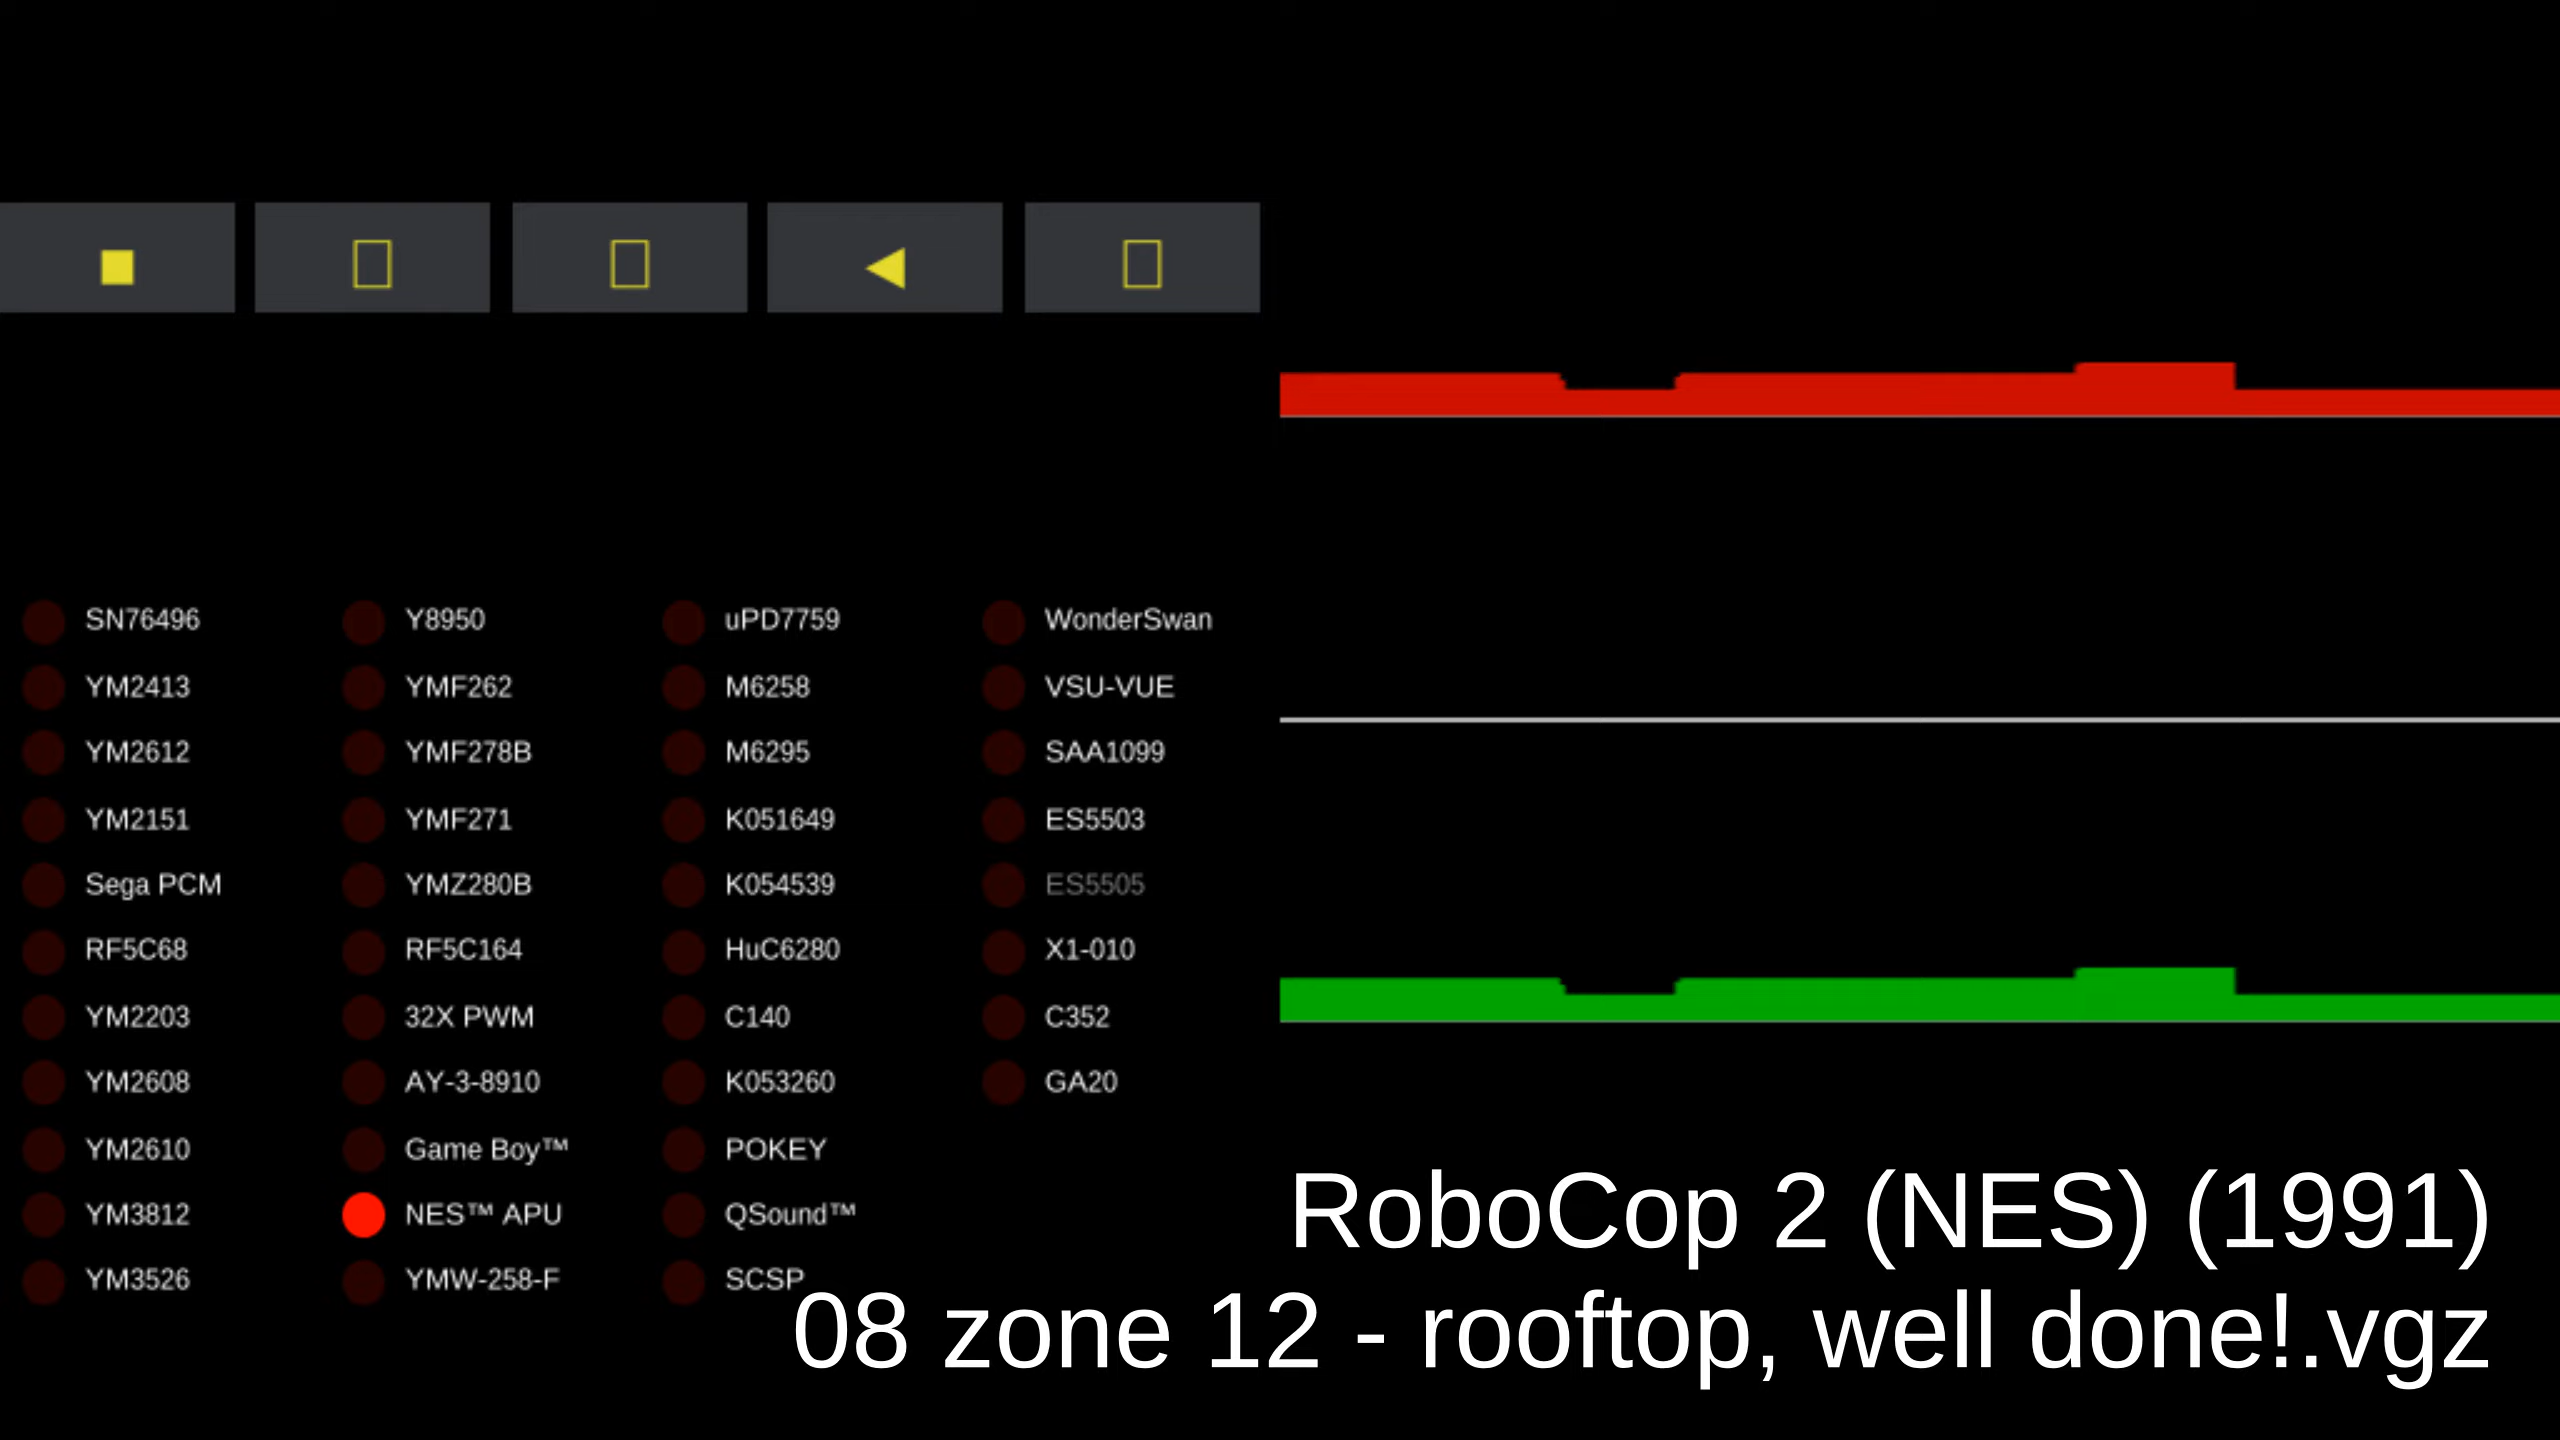 SN76496
YM2413
YM2612
YM2151
Sega PCM
RF5C68
YM2203
YM2608
YM2610
YM3812
YM3526
Y8950
YMF262
YMF278B
YMF271
YMZ280B
RF5C164
32X PWM
AY-3-8910
Game Boy™
NES™ APU
YMW-258-F
uPD7759
M6258
M6295
K051649
K054539
HuC6280
C140
K053260
POKEY
QSound™
SCSP
WonderSwan
VSU-VUE
SAA1099
ES5503
ES5505
X1-010
C352
GA20
RoboCop 2 (NES) (1991)
08 zone 12 - rooftop, well done!.vgz